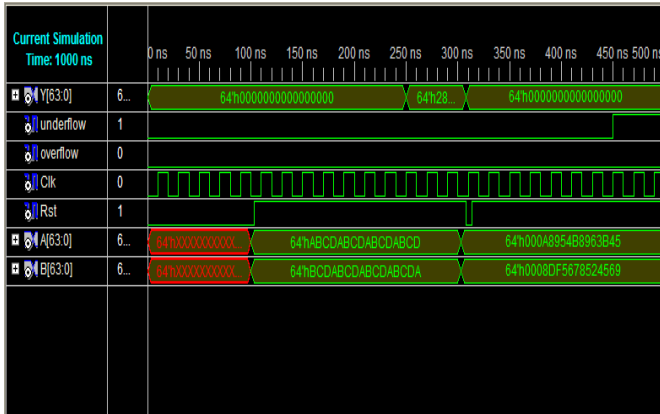 Current Simulation
Time: 1000 ns
0 ns 50 ns 100 ns 150 ns 200 ns 250 ns 300 ns 350 ns 400 ns 450 ns 500 ns
Y[63:0] 6... 64'h0000000000000000 64'h28... 64'h0000000000000000
underflow 1
overflow 0
Clk 0
Rst 1
A[63:0] 6... 64'hXXXXXXXXXX... 64'hABCDABCDABCDABCD 64'h000A8954B8963B45
B[63:0] 6... 64'hXXXXXXXXXX... 64'hBCDABCDABCDABCDA 64'h0008DF5678524569